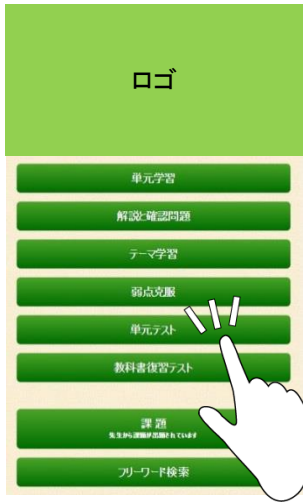 ロゴ
単元学習
解説と確認問題
テーマ学習
弱点克服
単元テスト
教科書復習テスト
課題
先生から課題が出題されています
フリーワード検索